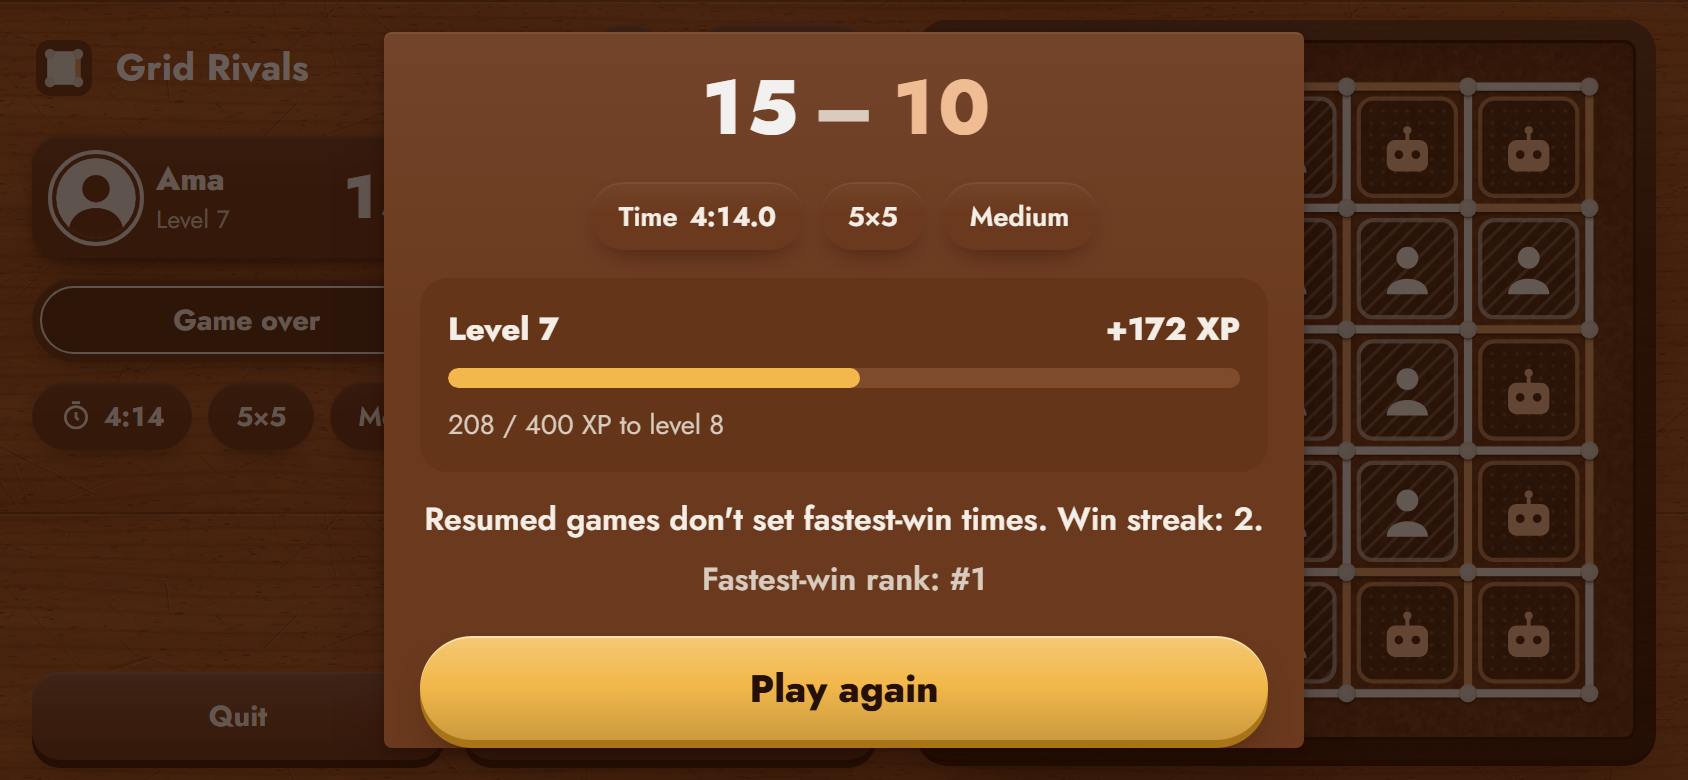 Grid Rivals
Ama
Level 7
Game over
4:14
5×5
Quit
15 – 10
Time 4:14.0
5×5
Medium
Level 7
+172 XP
208 / 400 XP to level 8
Resumed games don't set fastest-win times. Win streak: 2.
Fastest-win rank: #1
Play again